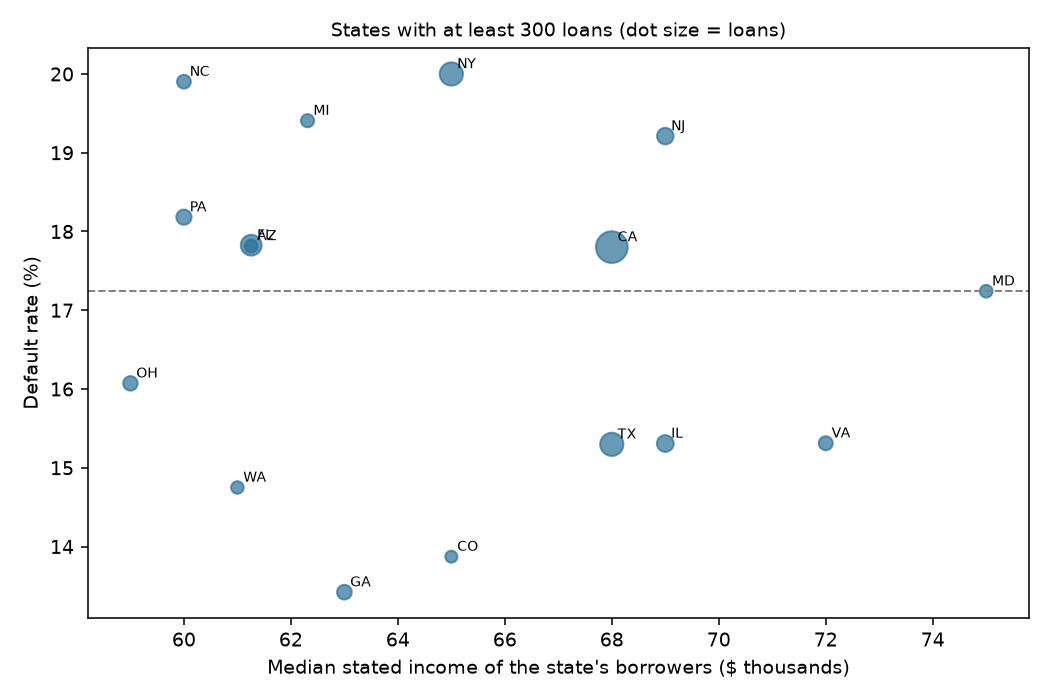 States with at least 300 loans (dot size = loans)
Default rate (%)
20
19
18
17
16
15
14
NC
NY
MI
NJ
PA
FL
AZ
CA
MD
OH
TX
IL
VA
WA
CO
GA
60
62
64
66
68
70
72
74
Median stated income of the state's borrowers ($ thousands)